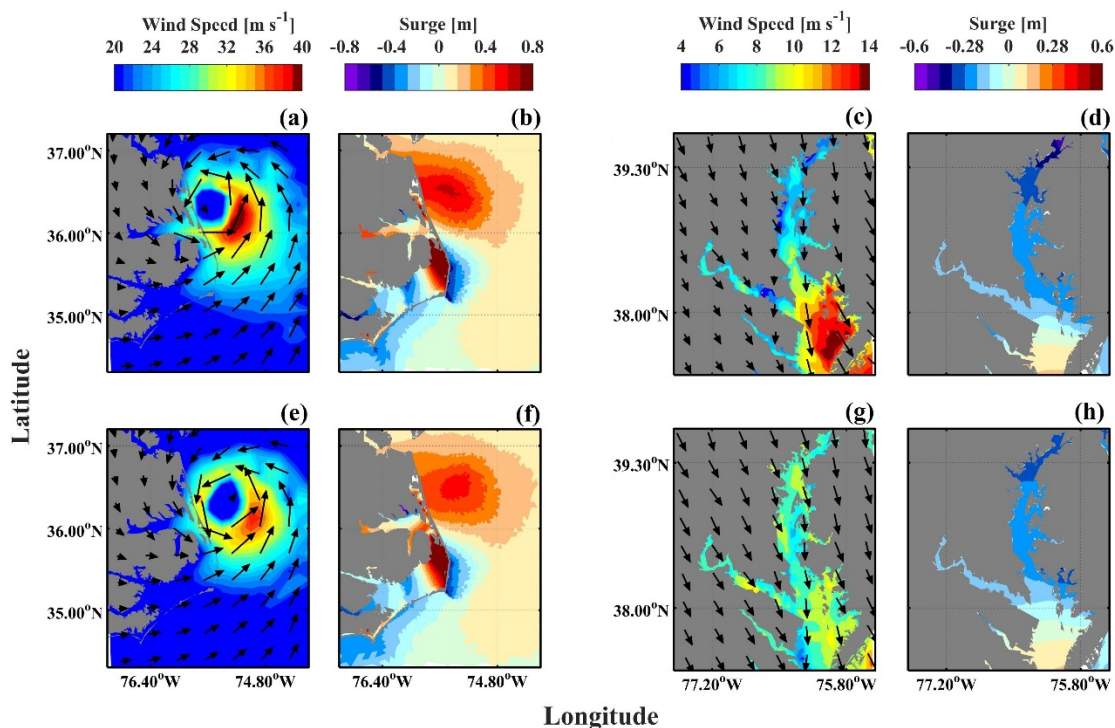 Wind Speed [m s⁻¹] Surge [m] Wind Speed [m s⁻¹] Surge [m]
20 24 28 32 36 40 -0.8 -0.4 0 0.4 0.8 4 6 8 10 12 14 -0.6 -0.28 0 0.28 0.6
(a) (b) (c) (d)
37.00°N
36.00°N
35.00°N
39.30°N
38.00°N
Latitude
(e) (f) (g) (h)
37.00°N
36.00°N
35.00°N
39.30°N
38.00°N
76.40°W 74.80°W 76.40°W 74.80°W 77.20°W 75.80°W 77.20°W 75.80°W
Longitude